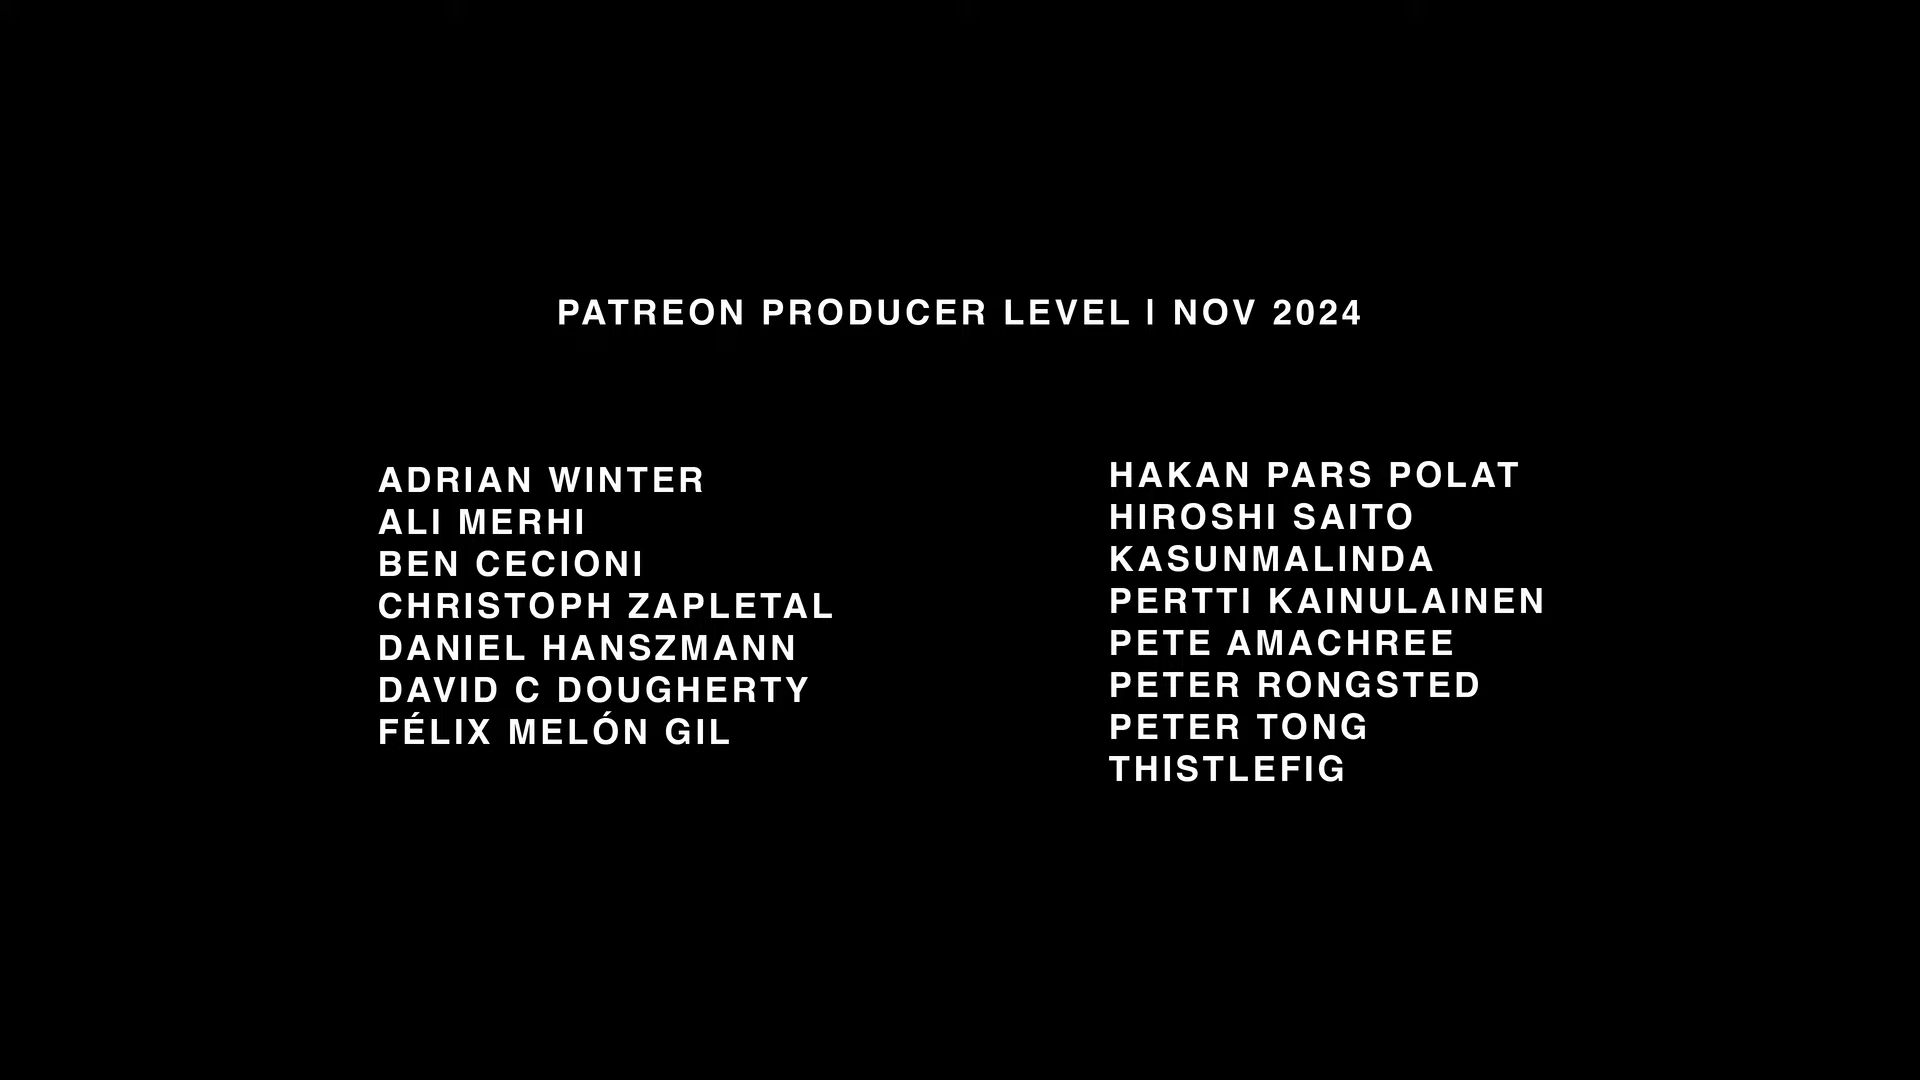 PATREON PRODUCER LEVEL | NOV 2024
ADRIAN WINTER
ALI MERHI
BEN CECIONI
CHRISTOPH ZAPLETAL
DANIEL HANSZMANN
DAVID C DOUGHERTY
FÉLIX MELÓN GIL
HAKAN PARS POLAT
HIROSHI SAITO
KASUNMALINDA
PERTTI KAINULAINEN
PETE AMACHREE
PETER RONGSTED
PETER TONG
THISTLEFIG